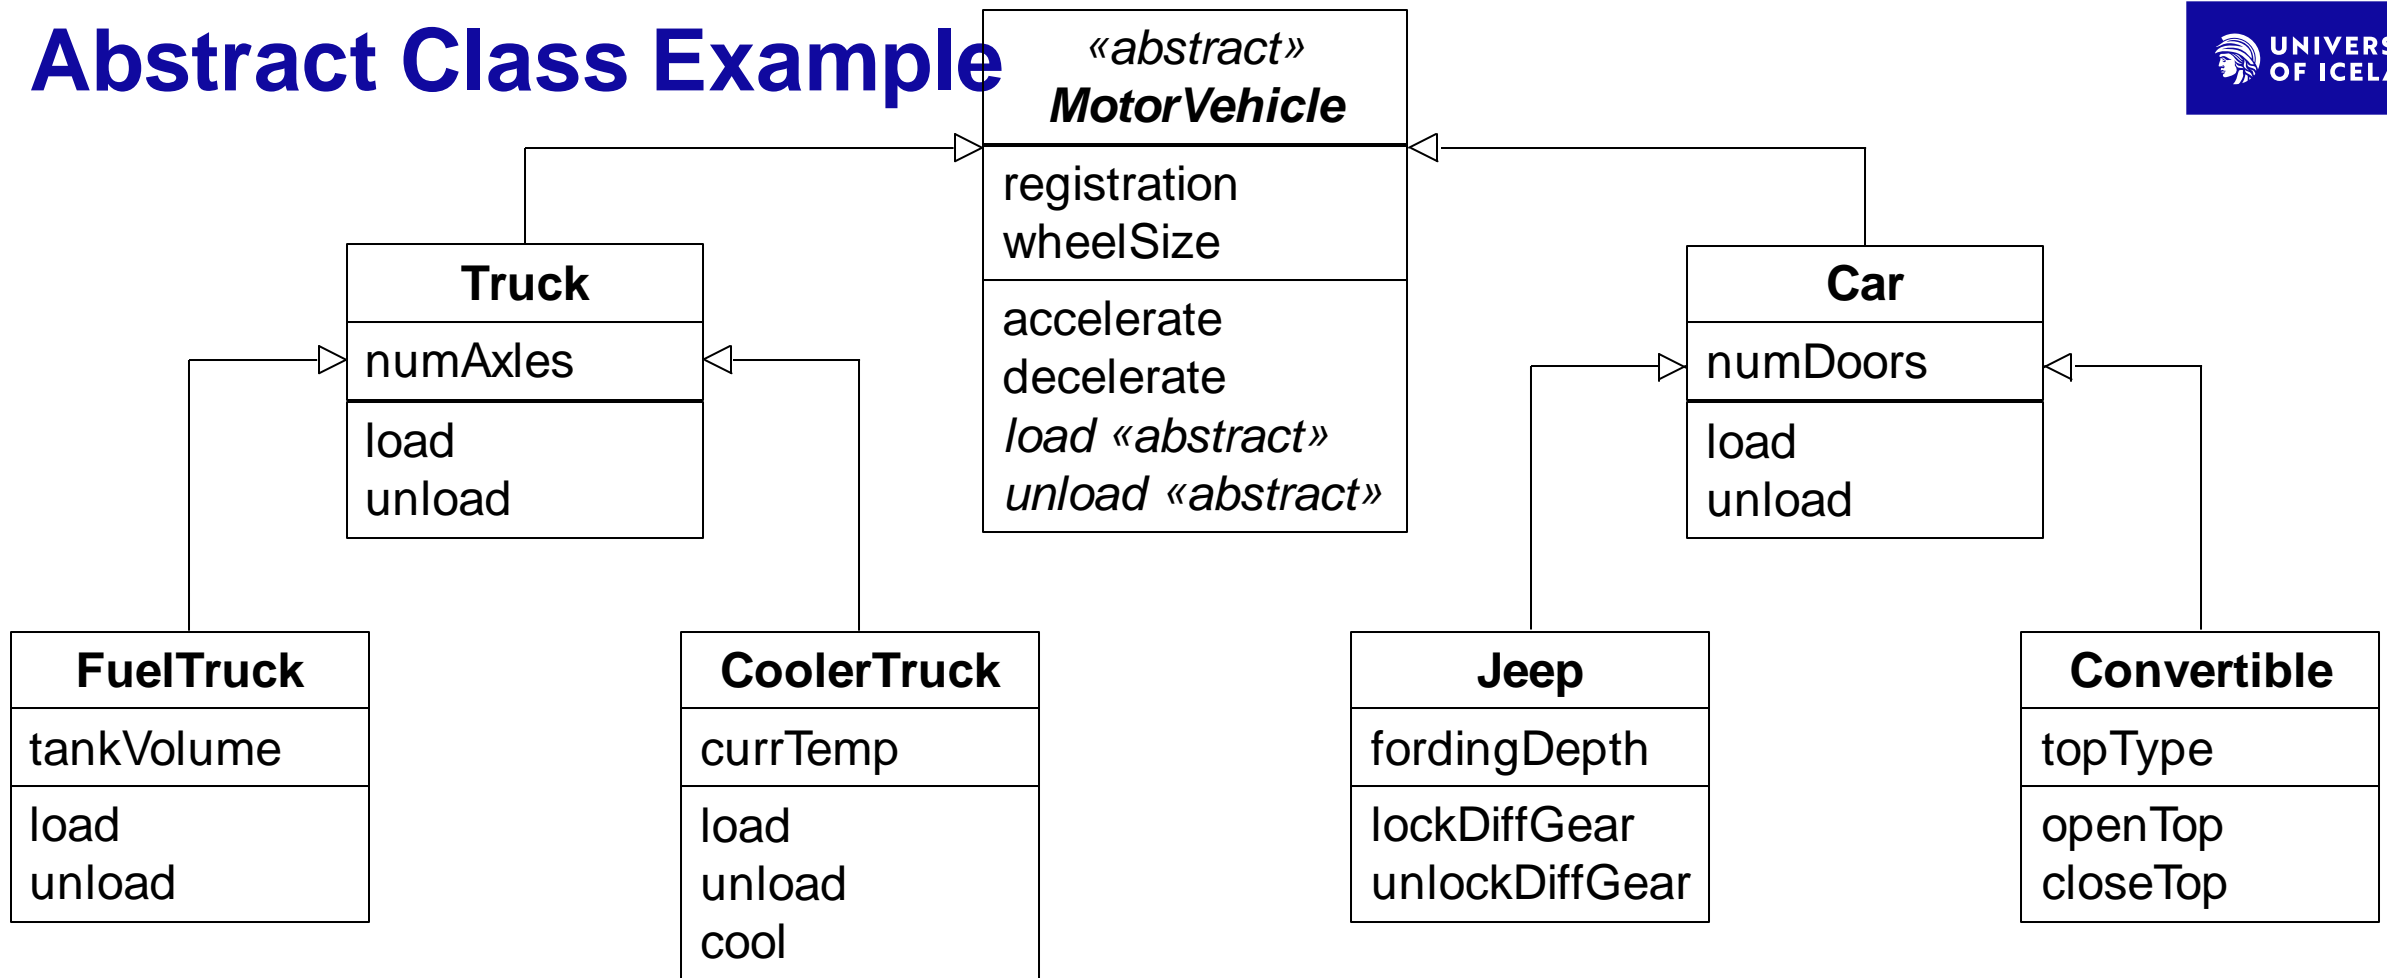 Abstract Class Example
«abstract»
MotorVehicle
registration
wheelSize
accelerate
decelerate
load «abstract»
unload «abstract»
Truck
numAxles
load
unload
Car
numDoors
load
unload
FuelTruck
tankVolume
load
unload
CoolerTruck
currTemp
load
unload
cool
Jeep
fordingDepth
lockDiffGear
unlockDiffGear
Convertible
topType
openTop
closeTop
OF